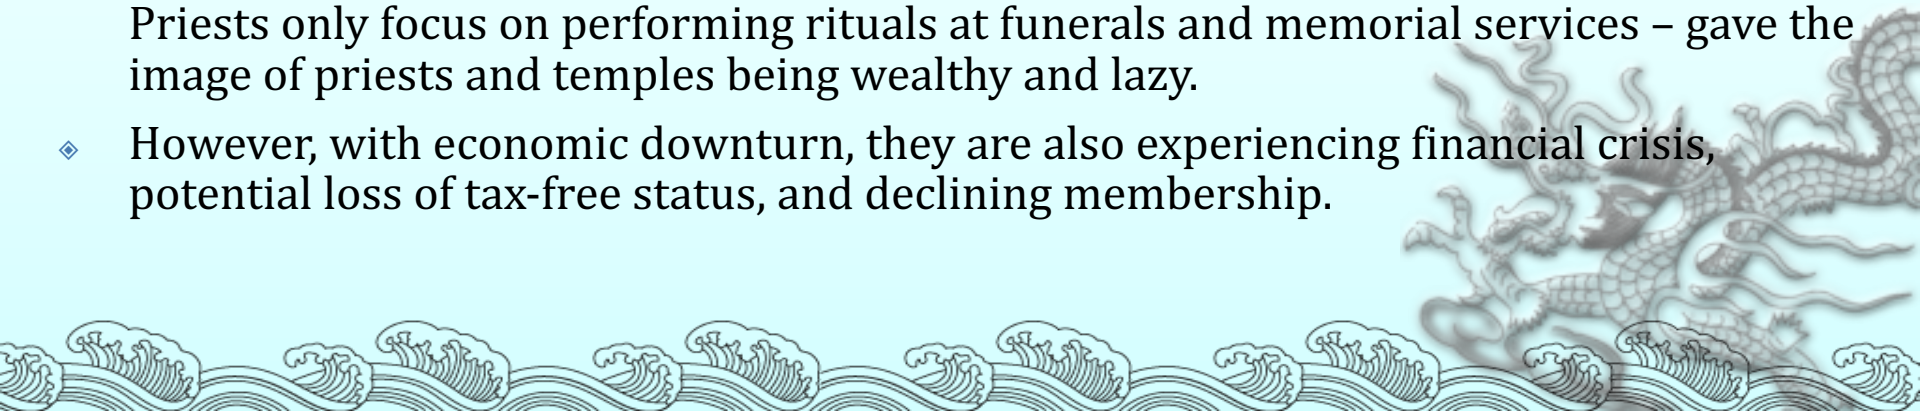 Priests only focus on performing rituals at funerals and memorial services – gave the
image of priests and temples being wealthy and lazy.
However, with economic downturn, they are also experiencing financial crisis,
potential loss of tax-free status, and declining membership.